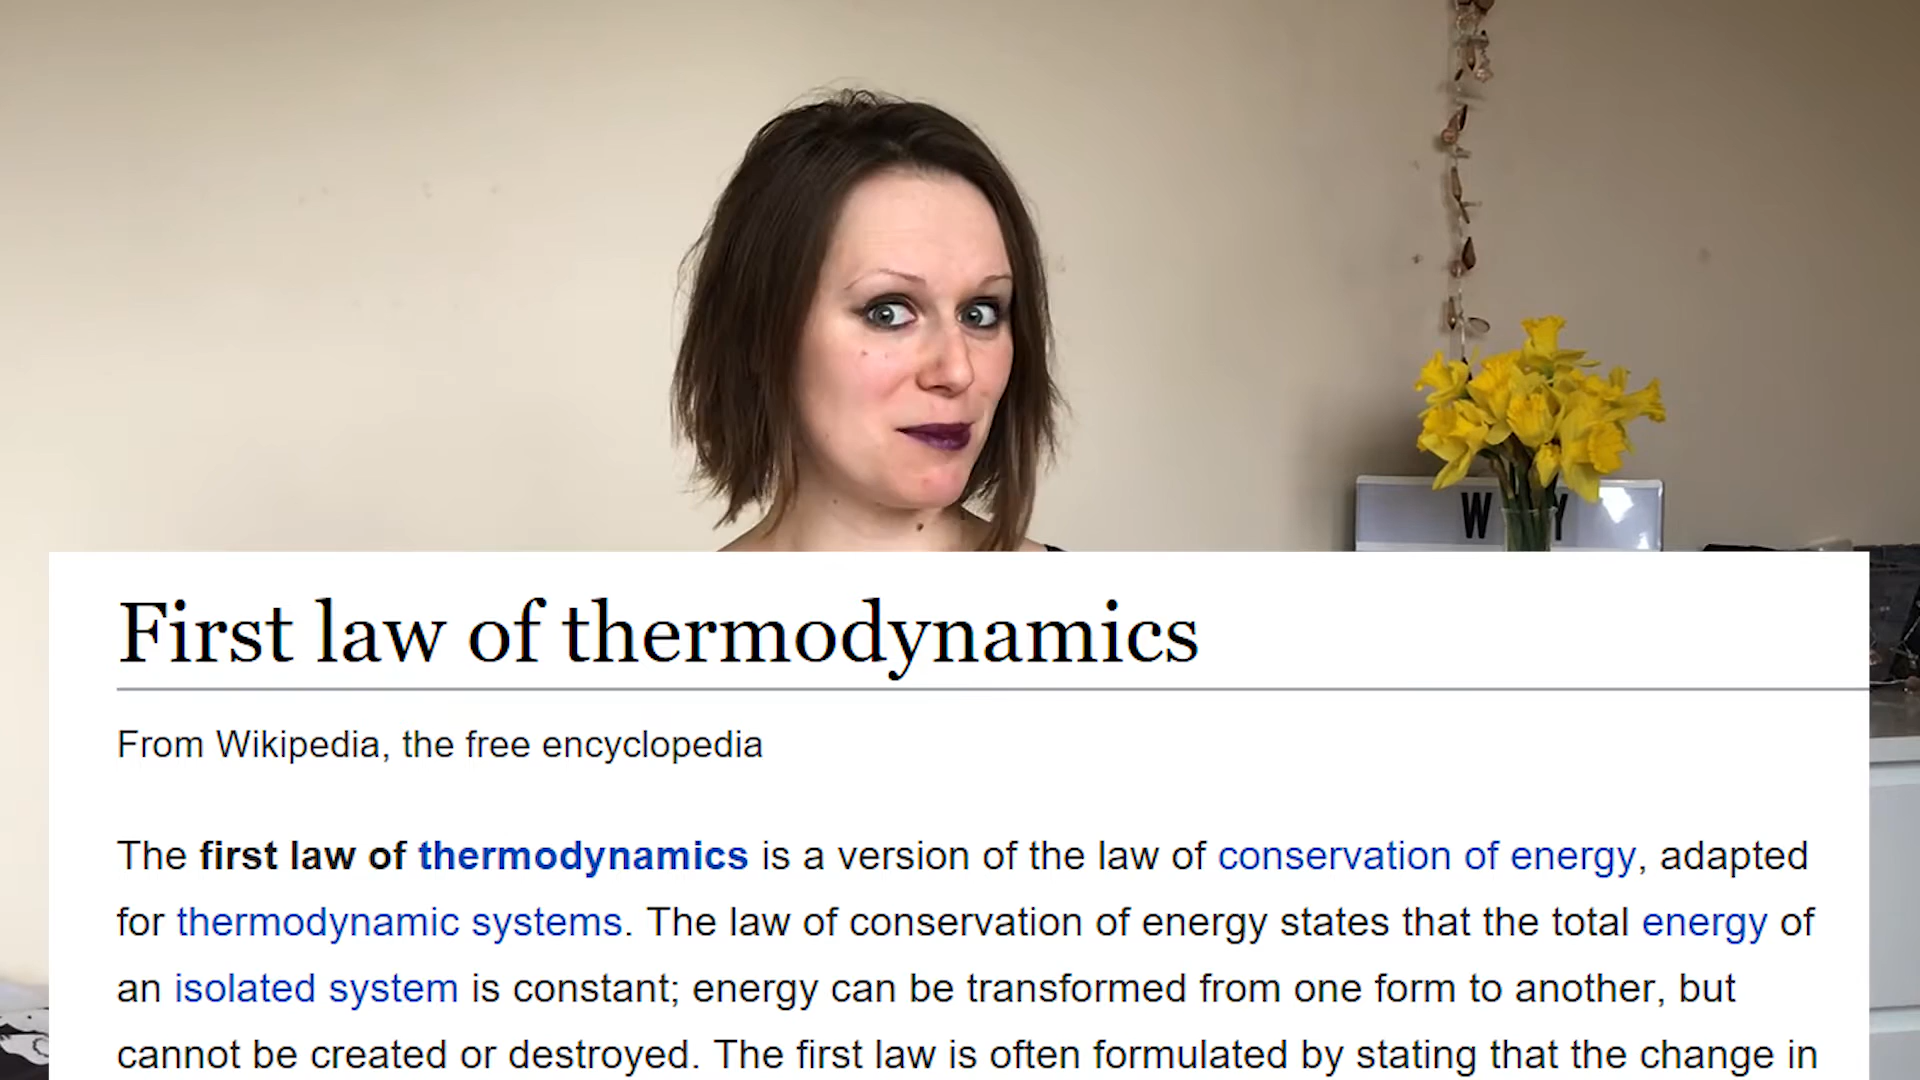 W Y
First law of thermodynamics
From Wikipedia, the free encyclopedia
The first law of thermodynamics is a version of the law of conservation of energy, adapted
for thermodynamic systems. The law of conservation of energy states that the total energy of
an isolated system is constant; energy can be transformed from one form to another, but
cannot be created or destroyed. The first law is often formulated by stating that the change in